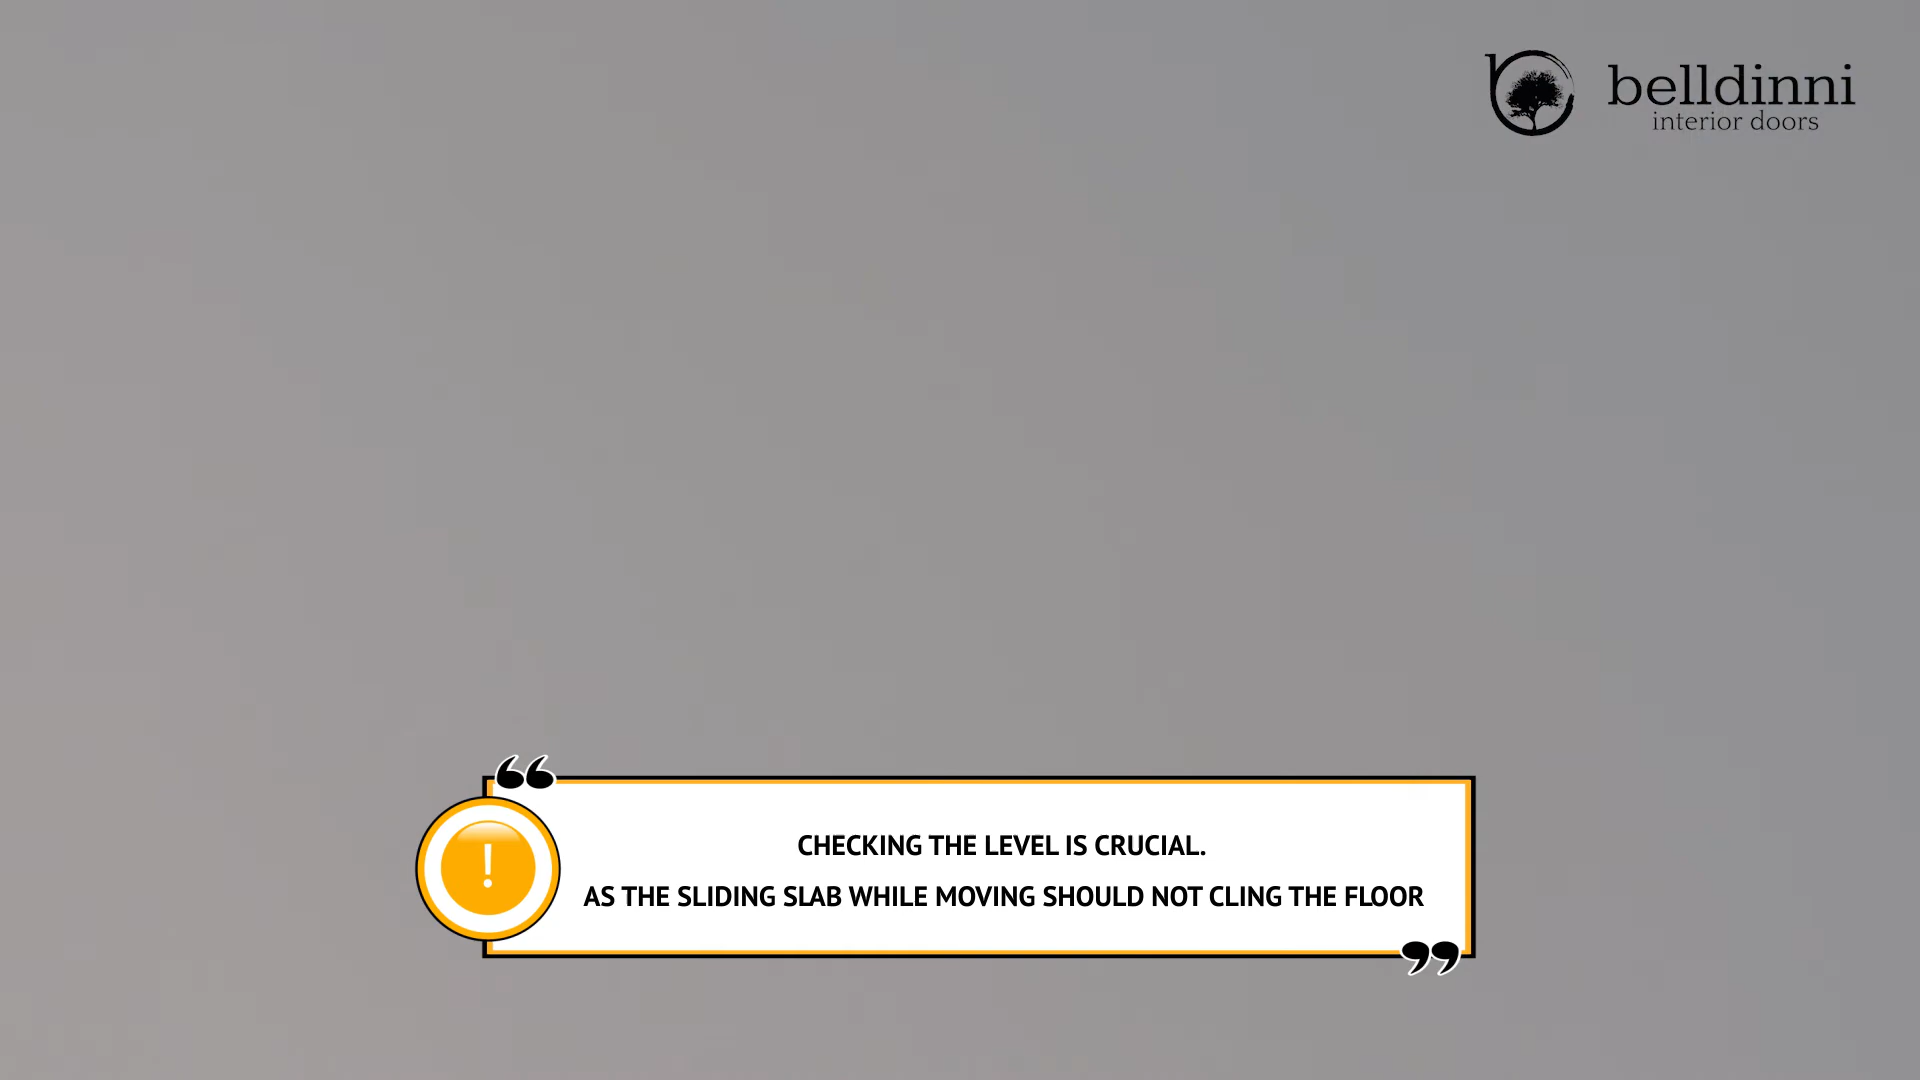 belldinni
interior doors
!
CHECKING THE LEVEL IS CRUCIAL.
AS THE SLIDING SLAB WHILE MOVING SHOULD NOT CLING THE FLOOR